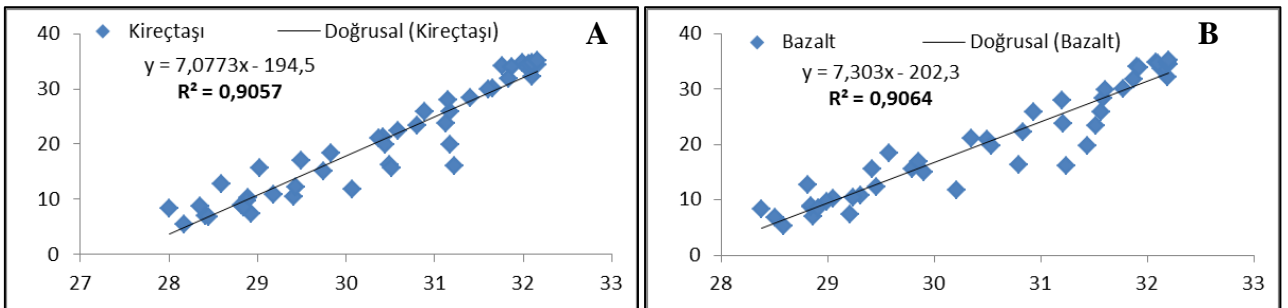 A
Kireçtaşı
Doğrusal (Kireçtaşı)
y = 7,0773x - 194,5
R² = 0,9057
40
30
20
10
0
27 28 29 30 31 32 33
B
Bazalt
Doğrusal (Bazalt)
y = 7,303x - 202,3
R² = 0,9064
40
30
20
10
0
28 29 30 31 32 33